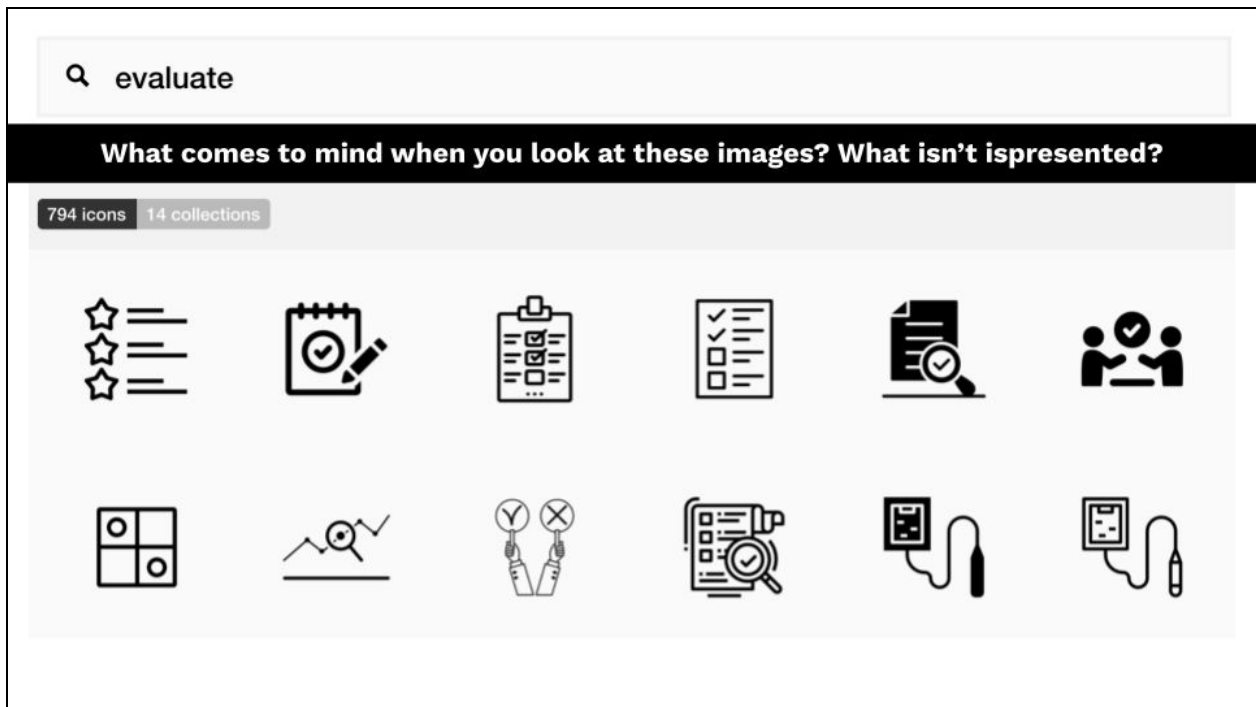 evaluate
What comes to mind when you look at these images? What isn't ispresented?
794 icons 14 collections